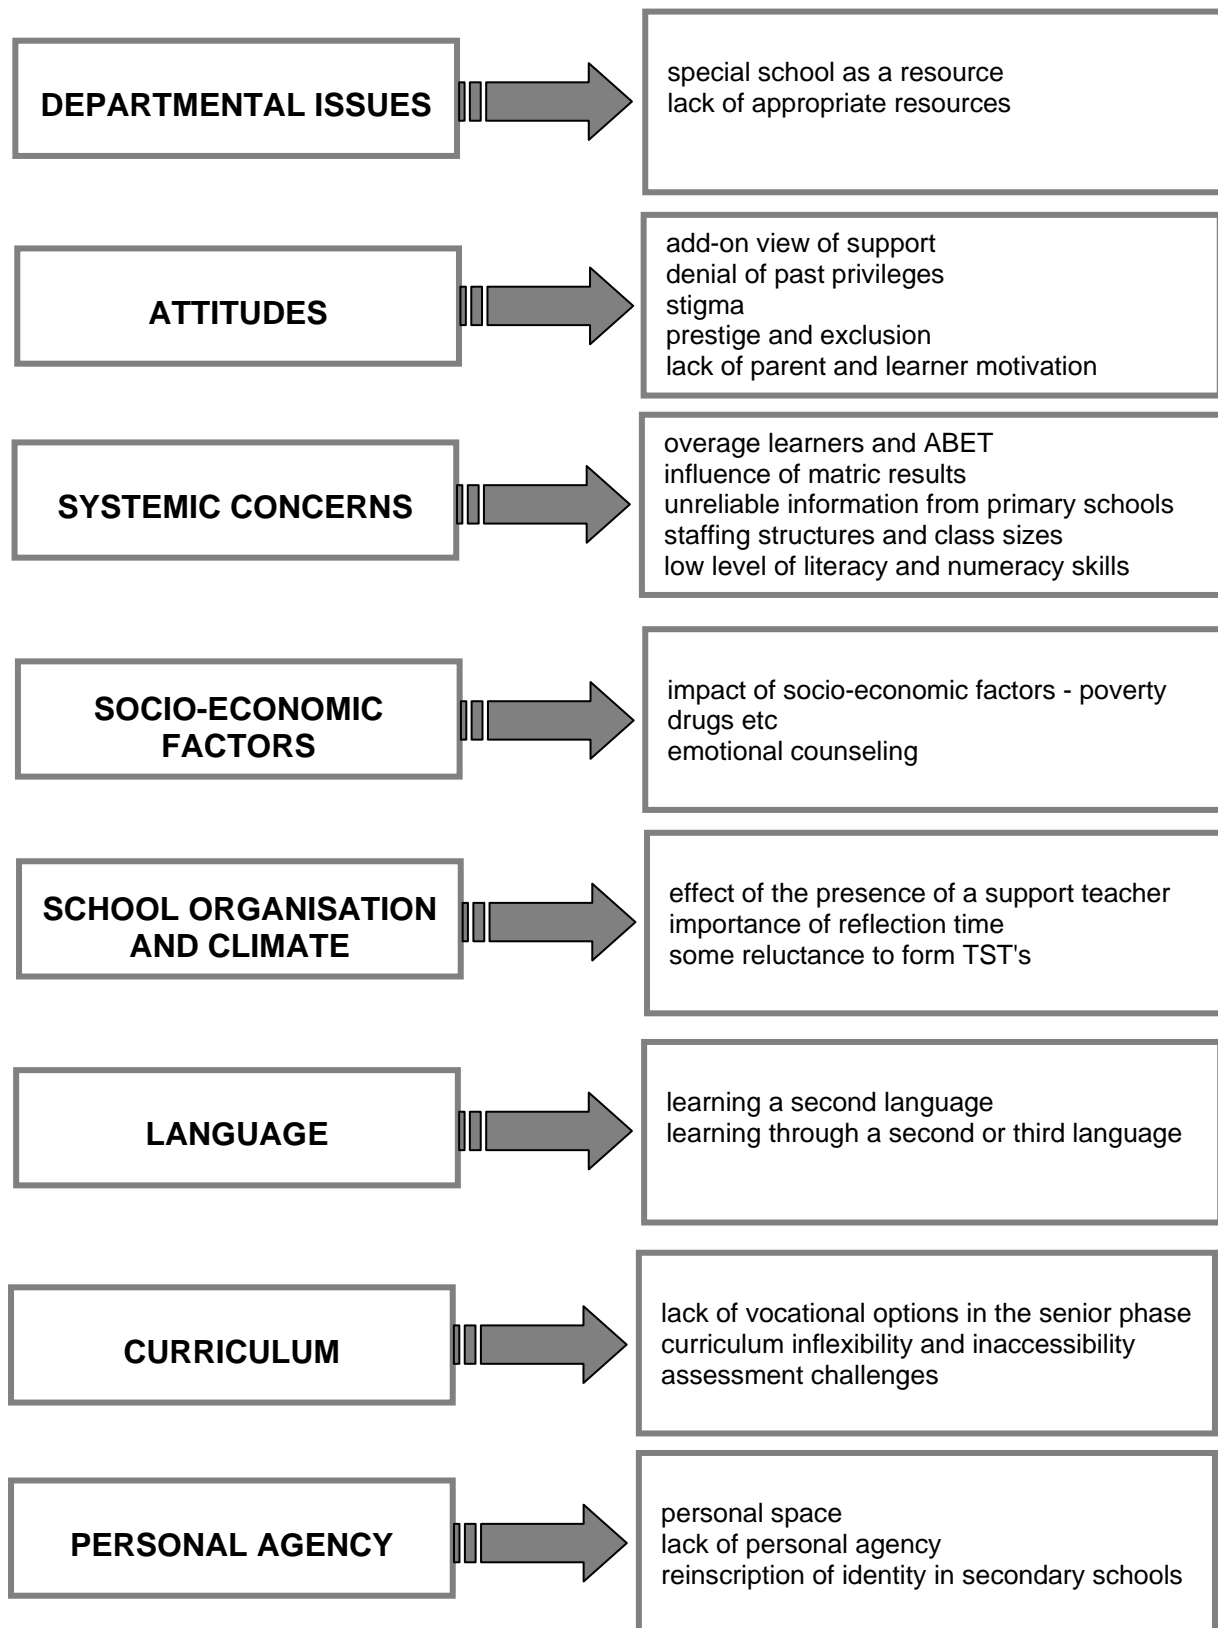 DEPARTMENTAL ISSUES
special school as a resource
lack of appropriate resources
ATTITUDES
add-on view of support
denial of past privileges
stigma
prestige and exclusion
lack of parent and learner motivation
SYSTEMIC CONCERNS
overage learners and ABET
influence of matric results
unreliable information from primary schools
staffing structures and class sizes
low level of literacy and numeracy skills
SOCIO-ECONOMIC
FACTORS
impact of socio-economic factors - poverty
drugs etc
emotional counseling
SCHOOL ORGANISATION
AND CLIMATE
effect of the presence of a support teacher
importance of reflection time
some reluctance to form TST's
LANGUAGE
learning a second language
learning through a second or third language
CURRICULUM
lack of vocational options in the senior phase
curriculum inflexibility and inaccessibility
assessment challenges
PERSONAL AGENCY
personal space
lack of personal agency
reinscription of identity in secondary schools